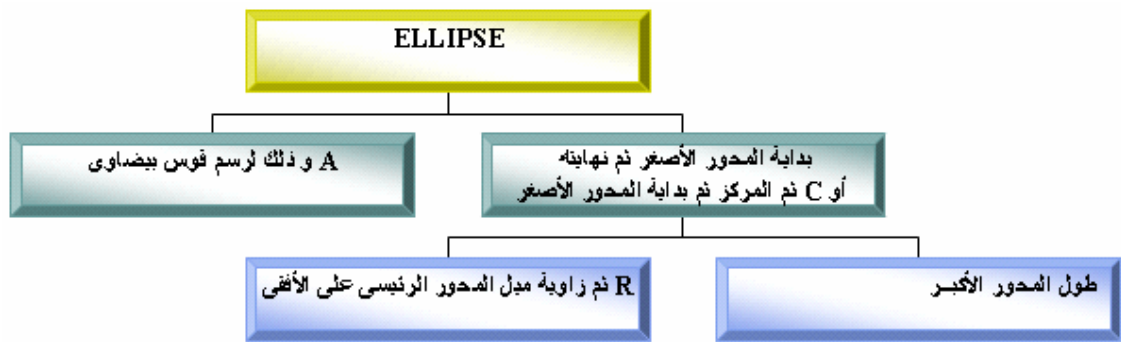 ELLIPSE
بداية المحور الأصغر ثم نهايته
أو C ثم المركز ثم بداية المحور الأصغر
A و ذلك لرسم قوس بيضاوى
طول المحور الأكبر
R ثم زاوية ميل المحور الرئيسى على الأفقى